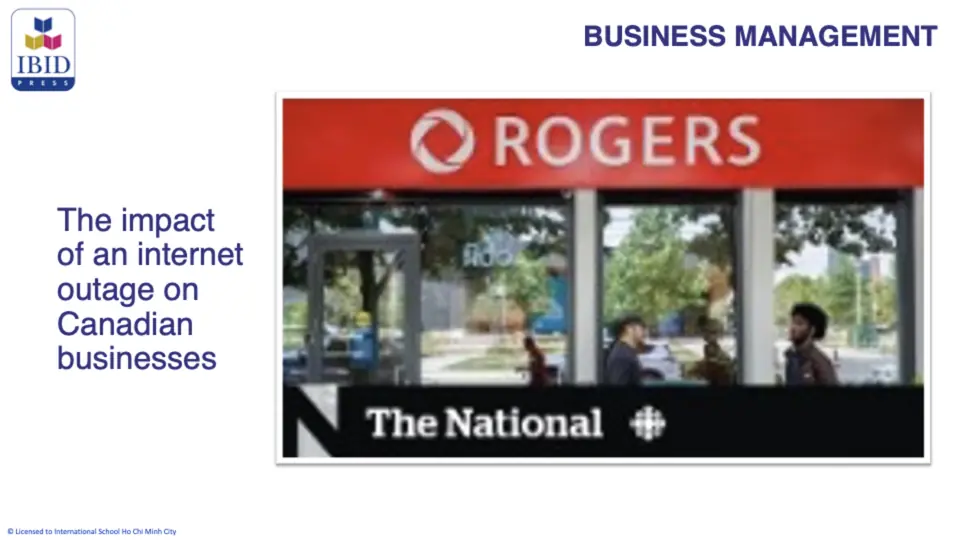 IBID
PRESS
BUSINESS MANAGEMENT
ROGERS
The impact
of an internet
outage on
Canadian
businesses
The National
© Licensed to International School Ho Chi Minh City